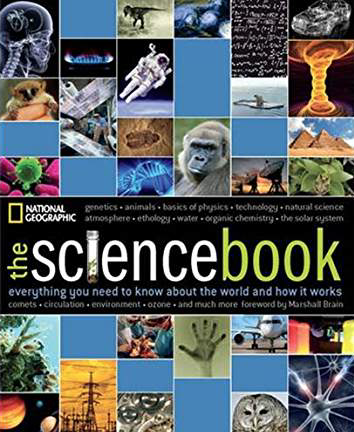 NATIONAL
GEOGRAPHIC
genetics • animals • basics of physics • technology • natural science
atmosphere • ethology • water • organic chemistry • the solar system
the sciencebook
everything you need to know about the world and how it works
comets • circulation • environment • ozone • and much more foreword by Marshall Brain